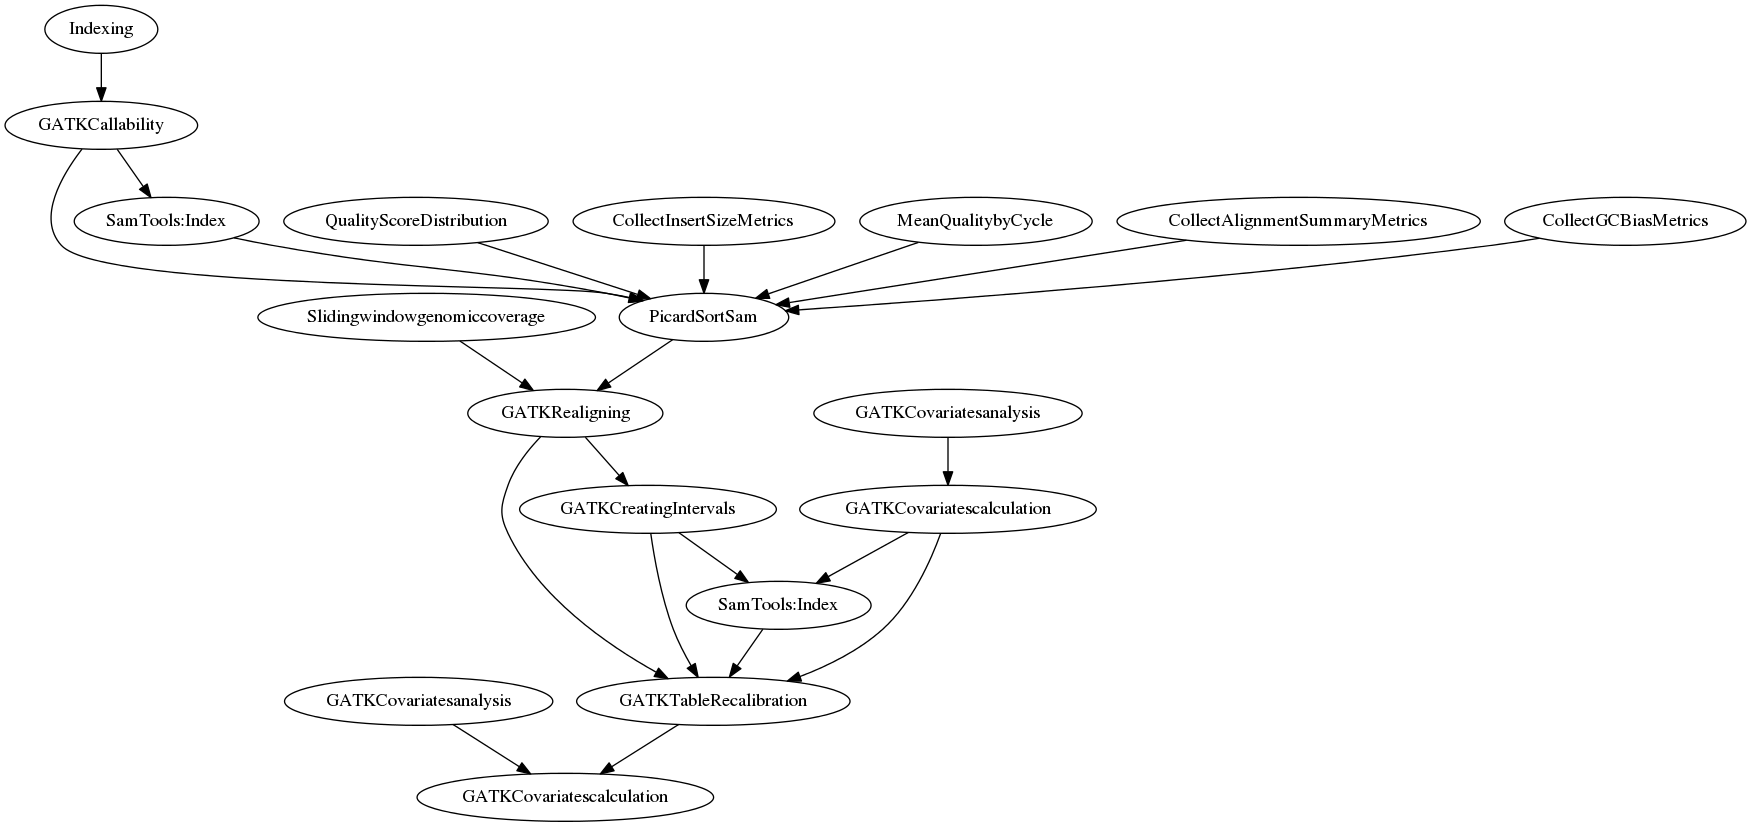 Indexing
GATKCallability
SamTools:Index
QualityScoreDistribution
CollectInsertSizeMetrics
MeanQualitybyCycle
CollectAlignmentSummaryMetrics
CollectGCBiasMetrics
Slidingwindowgenomiccoverage
PicardSortSam
GATKRealigning
GATKCovariatesanalysis
GATKCreatingIntervals
GATKCovariatescalculation
SamTools:Index
GATKCovariatesanalysis
GATKTableRecalibration
GATKCovariatescalculation